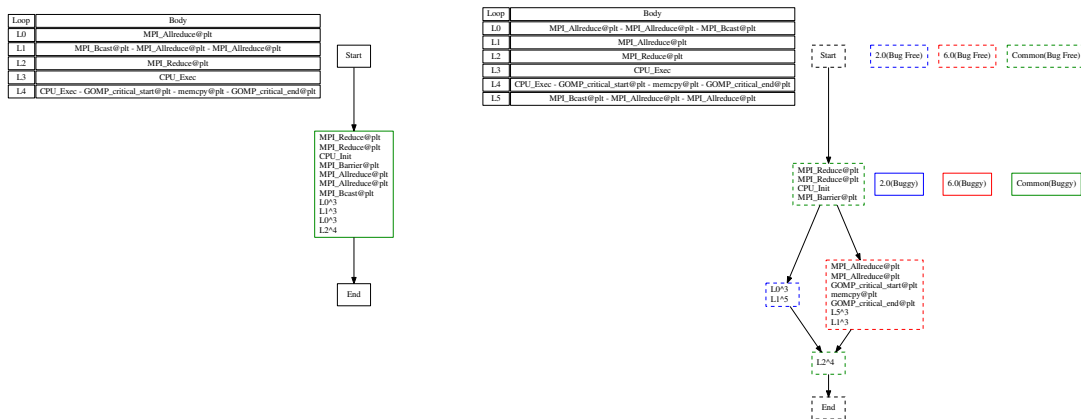 Loop Body
L0 MPI_Allreduce@plt
L1 MPI_Bcast@plt - MPI_Allreduce@plt - MPI_Allreduce@plt
L2 MPI_Reduce@plt
L3 CPU_Exec
L4 CPU_Exec - GOMP_critical_start@plt - memcpy@plt - GOMP_critical_end@plt
Start
MPI_Reduce@plt
MPI_Reduce@plt
CPU_Init
MPI_Barrier@plt
MPI_Allreduce@plt
MPI_Allreduce@plt
MPI_Bcast@plt
L0^3
L1^3
L0^3
L2^4
End
Loop Body
L0 MPI_Allreduce@plt - MPI_Allreduce@plt - MPI_Bcast@plt
L1 MPI_Allreduce@plt
L2 MPI_Reduce@plt
L3 CPU_Exec
L4 CPU_Exec - GOMP_critical_start@plt - memcpy@plt - GOMP_critical_end@plt
L5 MPI_Bcast@plt - MPI_Allreduce@plt - MPI_Allreduce@plt
Start
2.0(Bug Free)
6.0(Bug Free)
Common(Bug Free)
MPI_Reduce@plt
MPI_Reduce@plt
CPU_Init
MPI_Barrier@plt
2.0(Buggy)
6.0(Buggy)
Common(Buggy)
L0^3
L1^5
MPI_Allreduce@plt
MPI_Allreduce@plt
GOMP_critical_start@plt
memcpy@plt
GOMP_critical_end@plt
L5^3
L1^3
L2^4
End